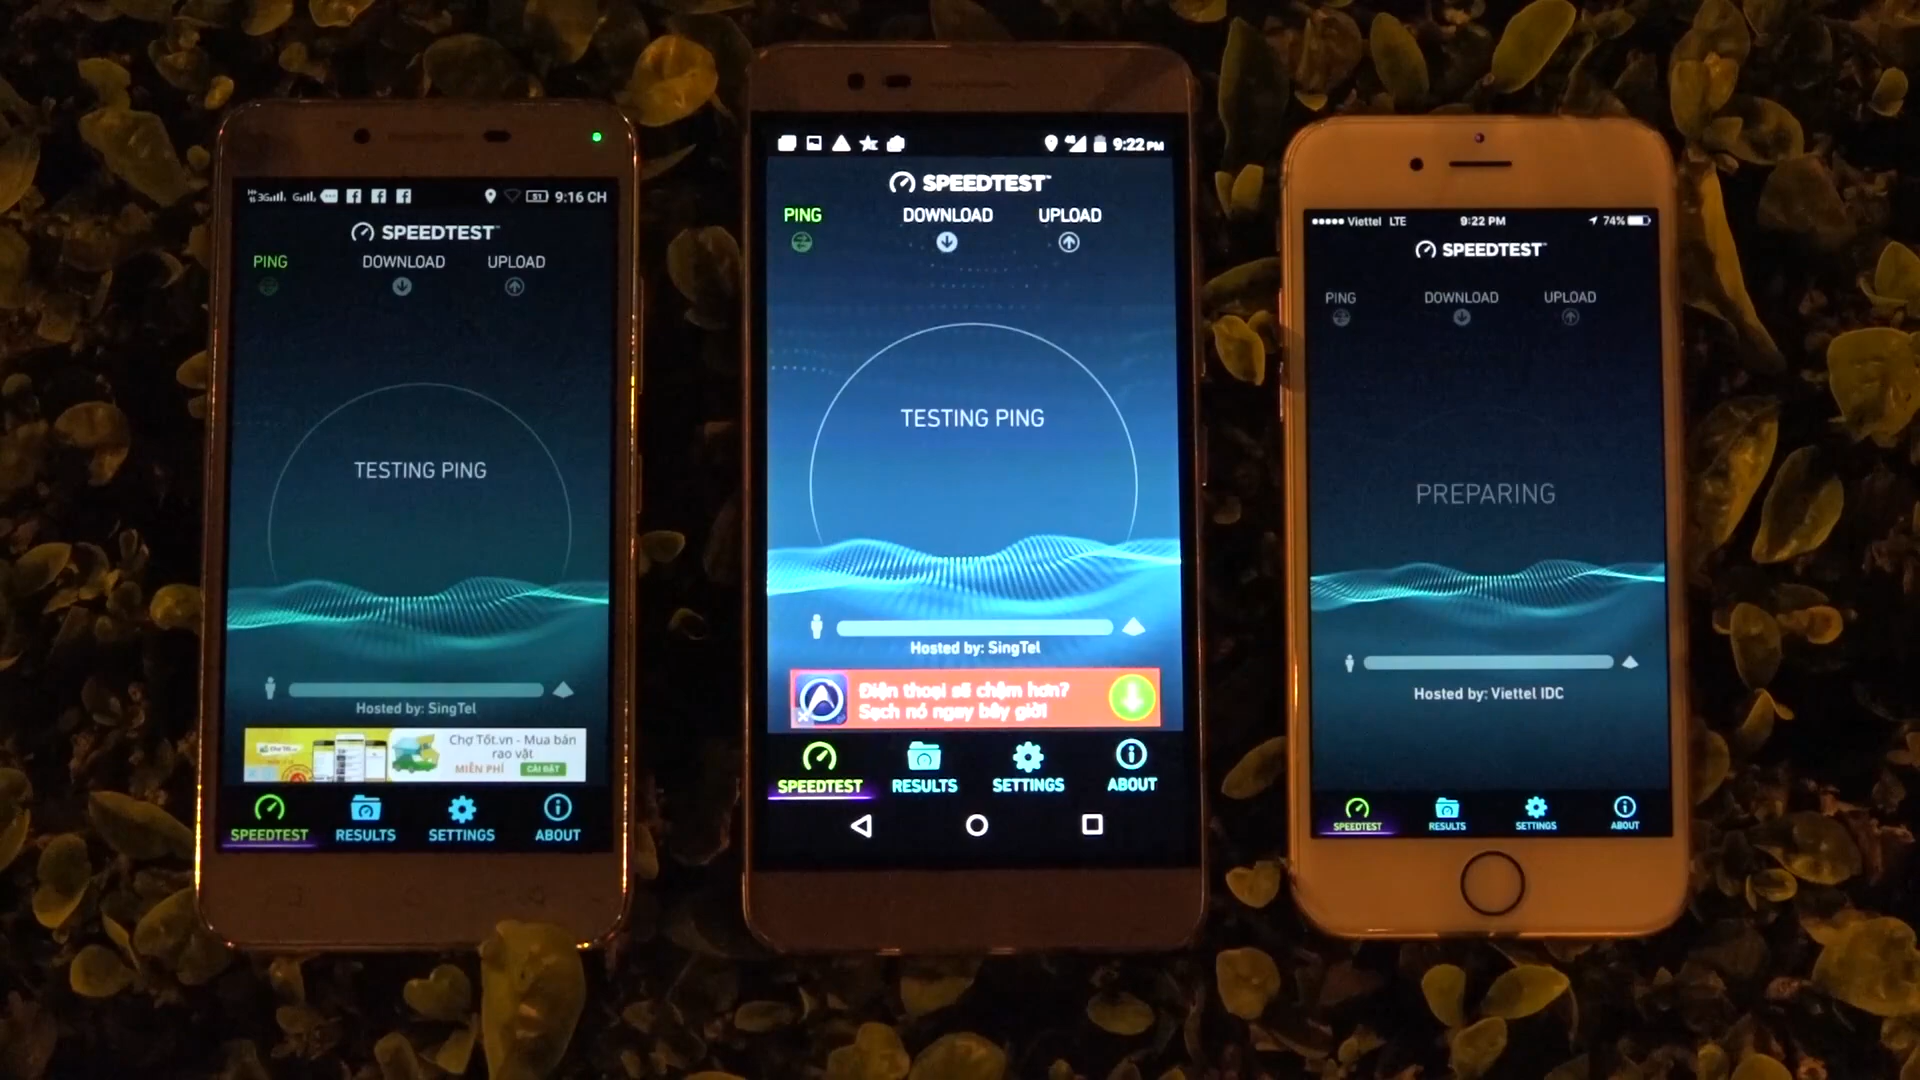 3G G 51 9:16 CH
SPEEDTEST
PING DOWNLOAD UPLOAD
TESTING PING
Hosted by: SingTel
Chợ Tốt.vn - Mua bán
rao vặt
MIỄN PHÍ CÀI ĐẶT
SPEEDTEST RESULTS SETTINGS ABOUT
4G 9:22 PM
SPEEDTEST
PING DOWNLOAD UPLOAD
TESTING PING
Hosted by: SingTel
Điện thoại sẽ chậm hơn?
Sạch nó ngay bây giờ!
SPEEDTEST RESULTS SETTINGS ABOUT
Viettel LTE 9:22 PM 74%
SPEEDTEST
PING DOWNLOAD UPLOAD
PREPARING
Hosted by: Viettel IDC
SPEEDTEST RESULTS SETTINGS ABOUT